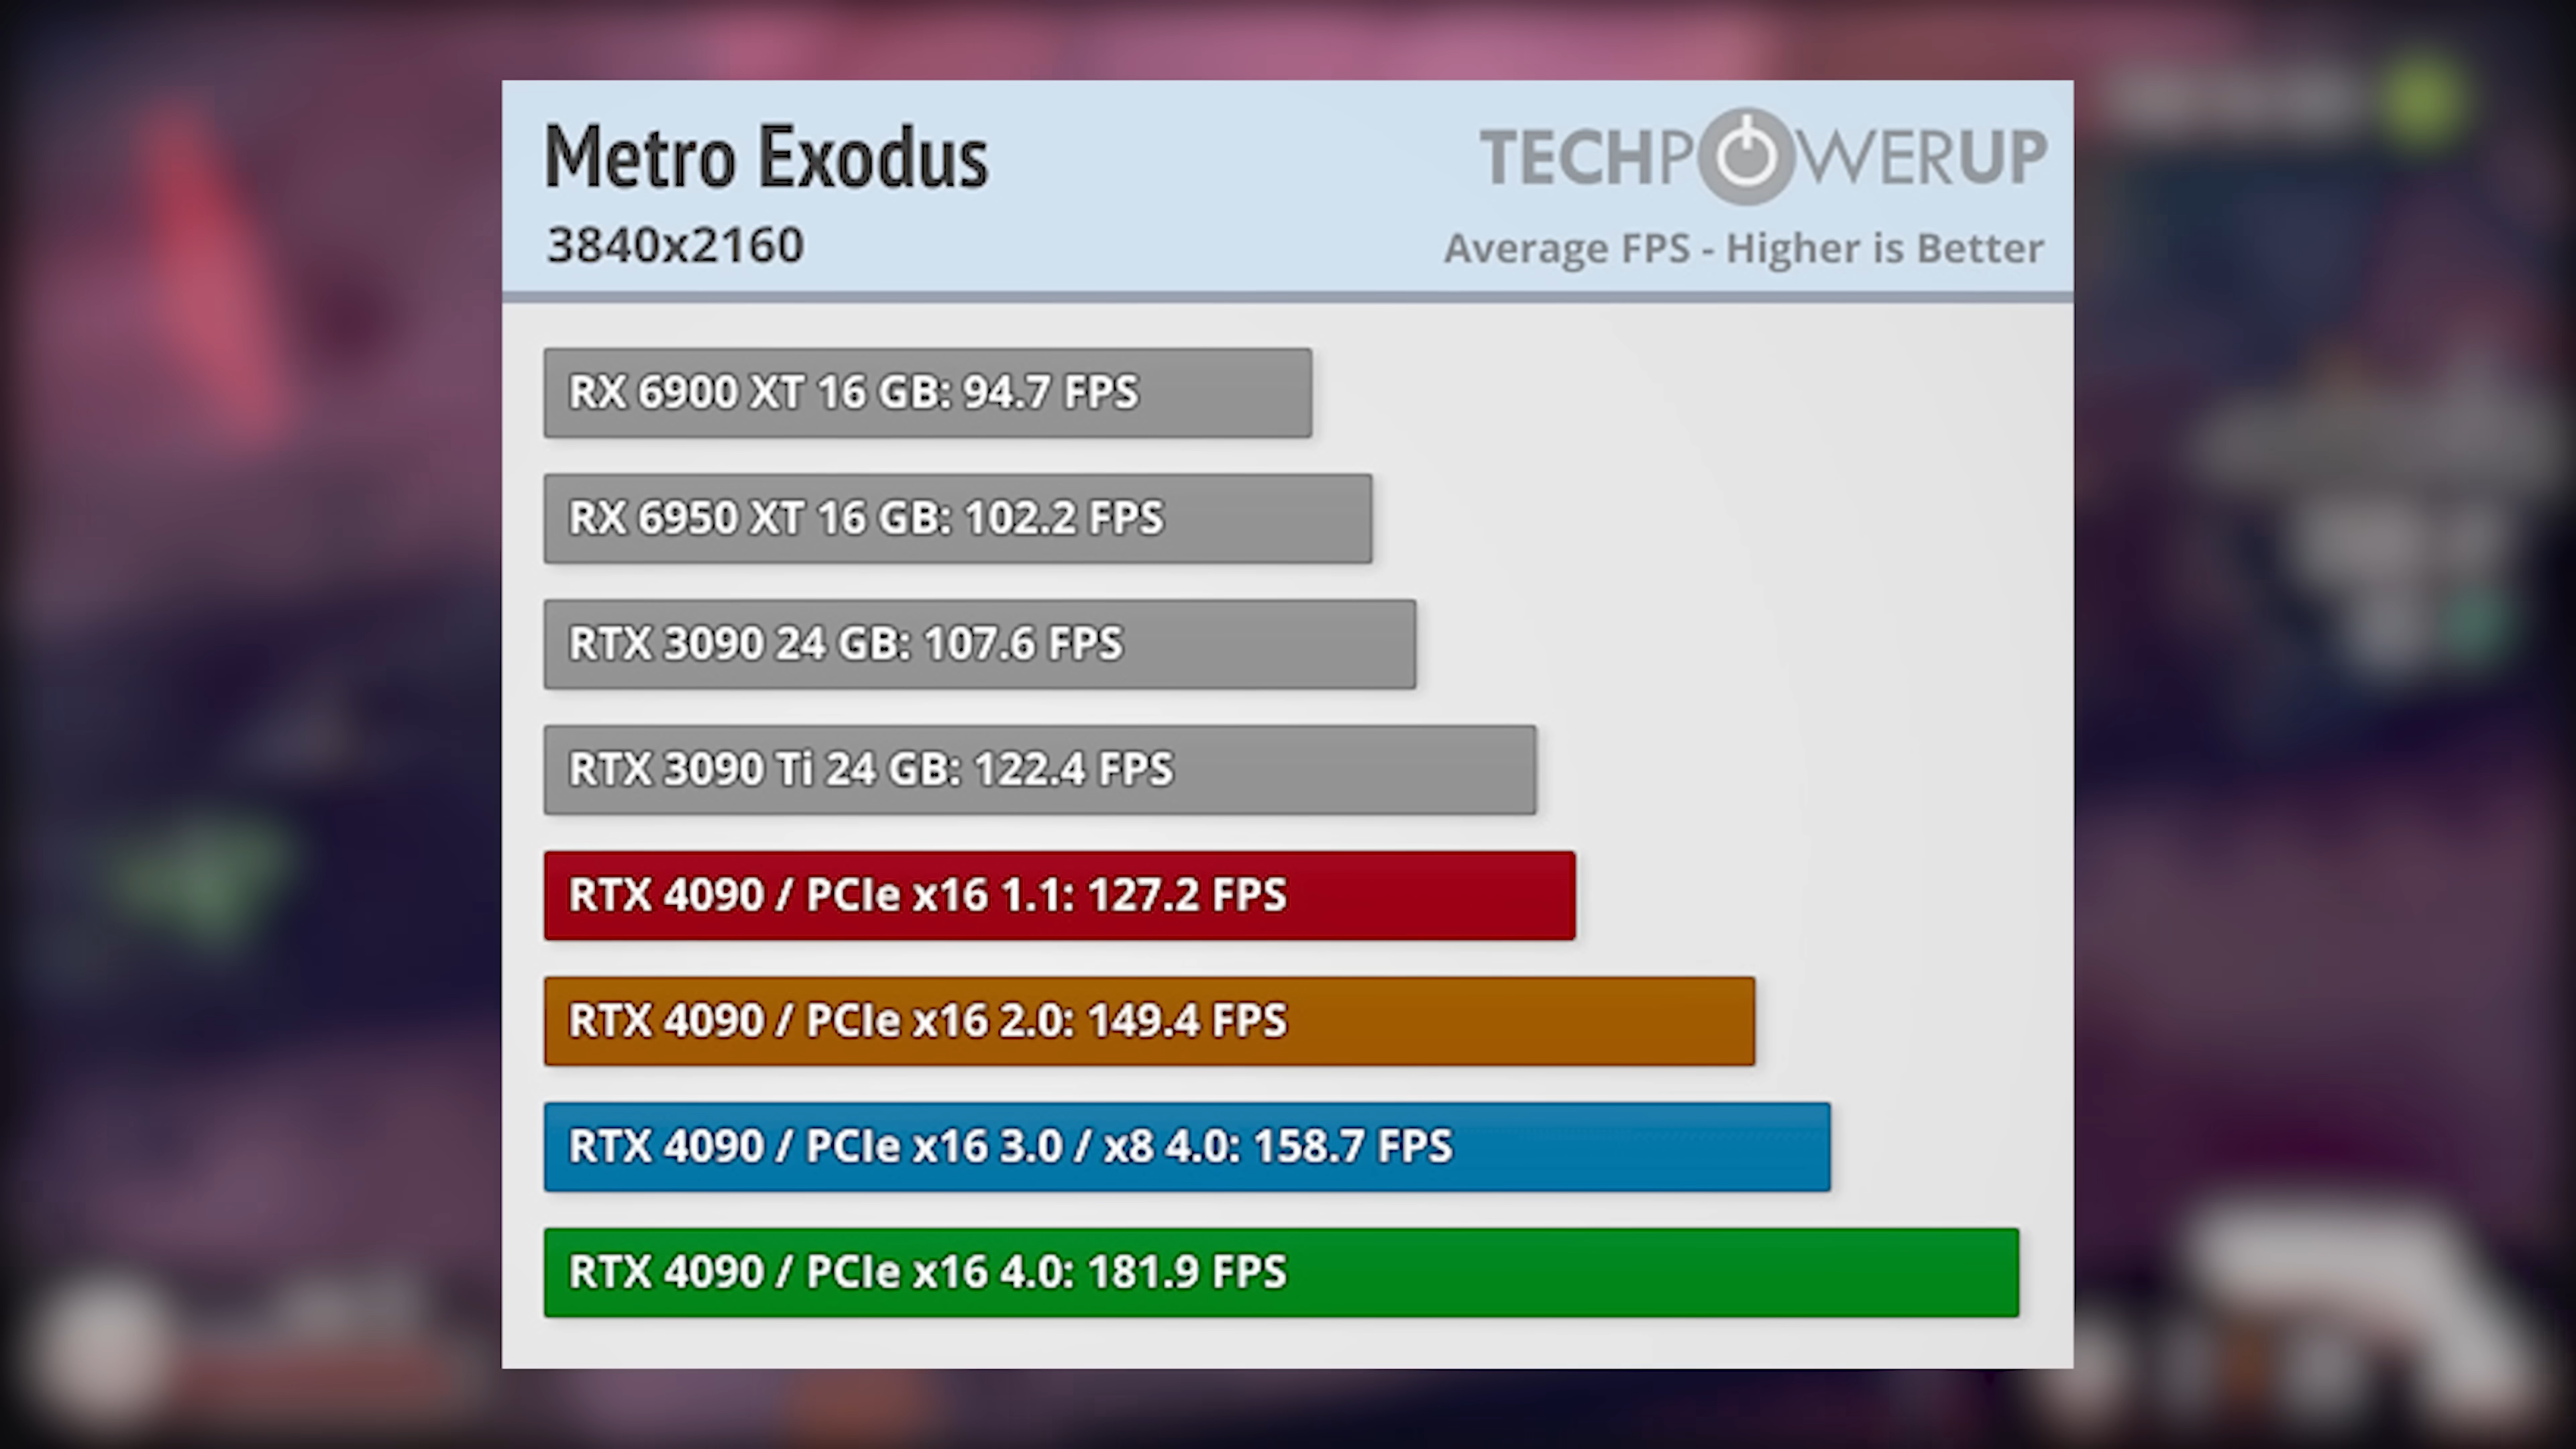 Metro Exodus
TECHPOWERUP
3840x2160
Average FPS - Higher is Better
RX 6900 XT 16 GB: 94.7 FPS
RX 6950 XT 16 GB: 102.2 FPS
RTX 3090 24 GB: 107.6 FPS
RTX 3090 Ti 24 GB: 122.4 FPS
RTX 4090 / PCIe x16 1.1: 127.2 FPS
RTX 4090 / PCIe x16 2.0: 149.4 FPS
RTX 4090 / PCIe x16 3.0 / x8 4.0: 158.7 FPS
RTX 4090 / PCIe x16 4.0: 181.9 FPS